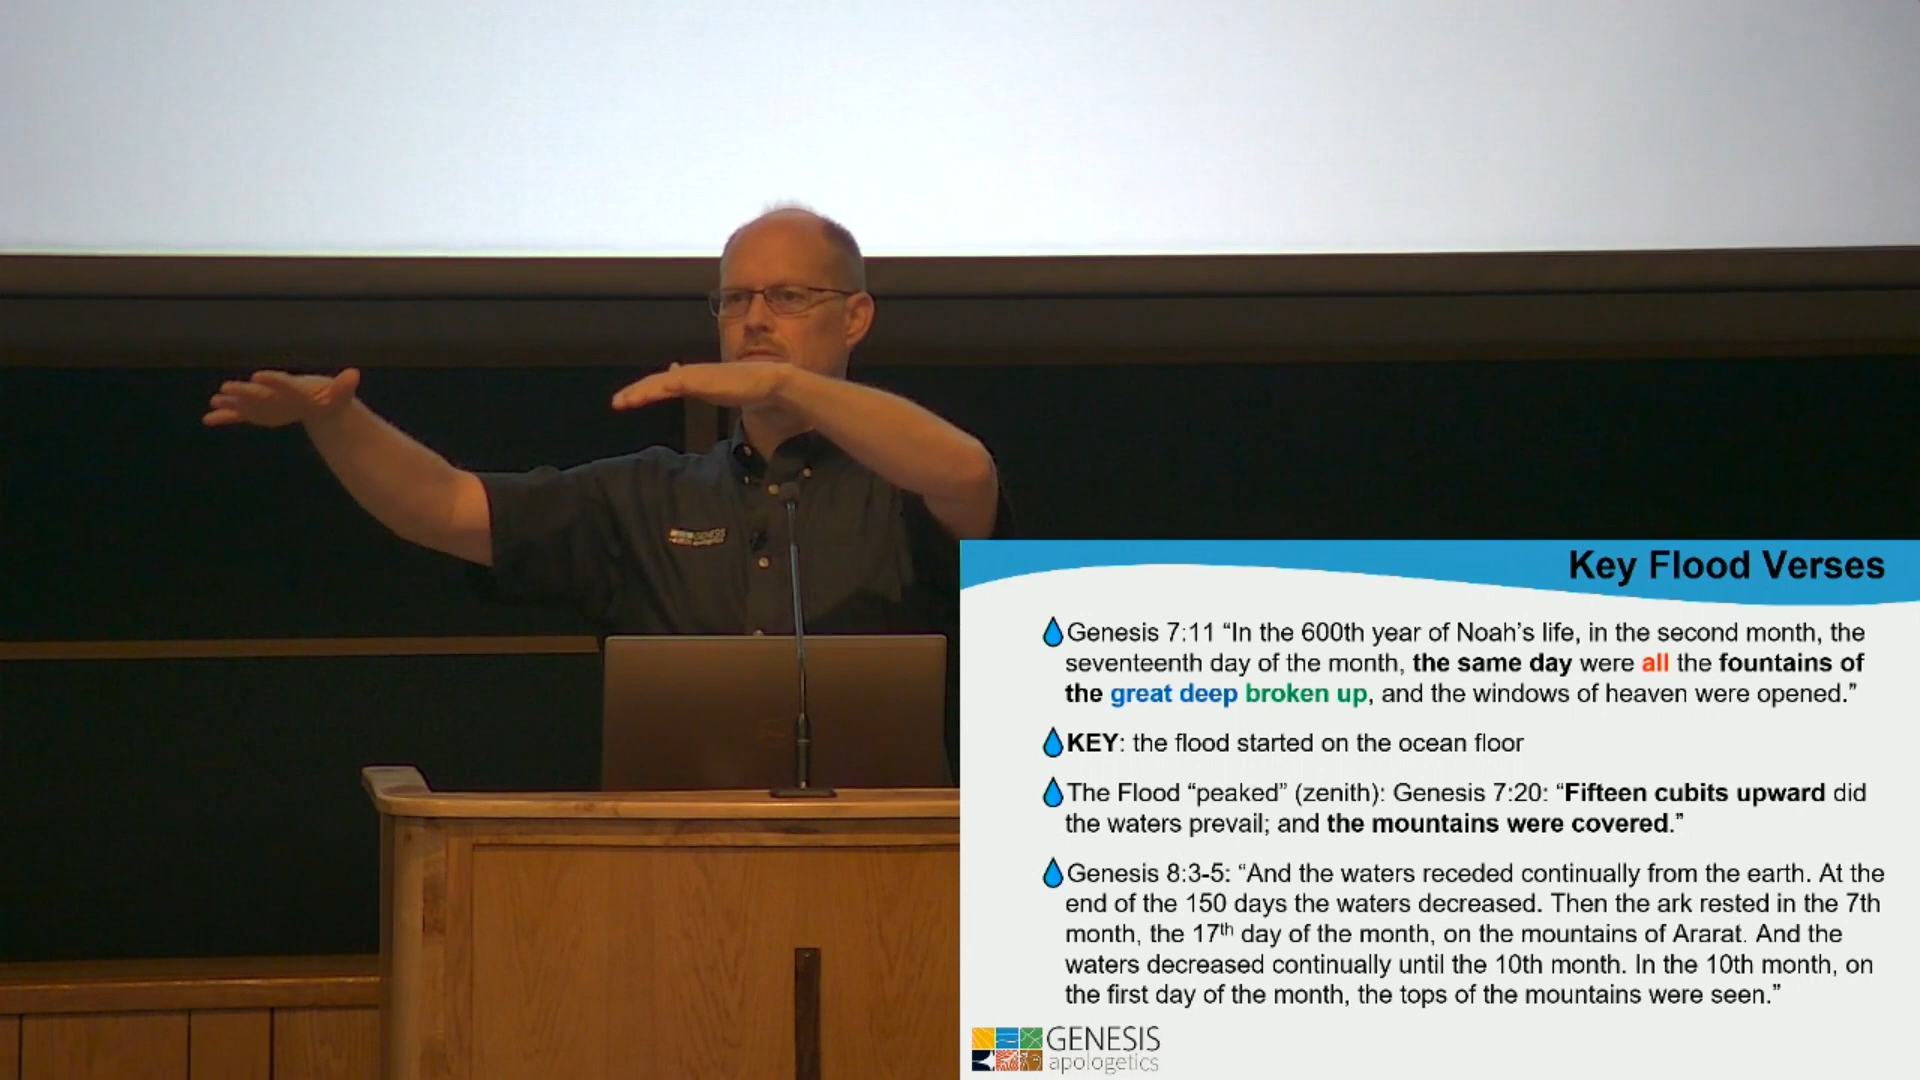 GENESIS
apologetics
Key Flood Verses
Genesis 7:11 “In the 600th year of Noah’s life, in the second month, the
seventeenth day of the month, the same day were all the fountains of
the great deep broken up, and the windows of heaven were opened.”
KEY: the flood started on the ocean floor
The Flood “peaked” (zenith): Genesis 7:20: “Fifteen cubits upward did
the waters prevail; and the mountains were covered.”
Genesis 8:3-5: “And the waters receded continually from the earth. At the
end of the 150 days the waters decreased. Then the ark rested in the 7th
month, the 17th day of the month, on the mountains of Ararat. And the
waters decreased continually until the 10th month. In the 10th month, on
the first day of the month, the tops of the mountains were seen.”
GENESIS
apologetics